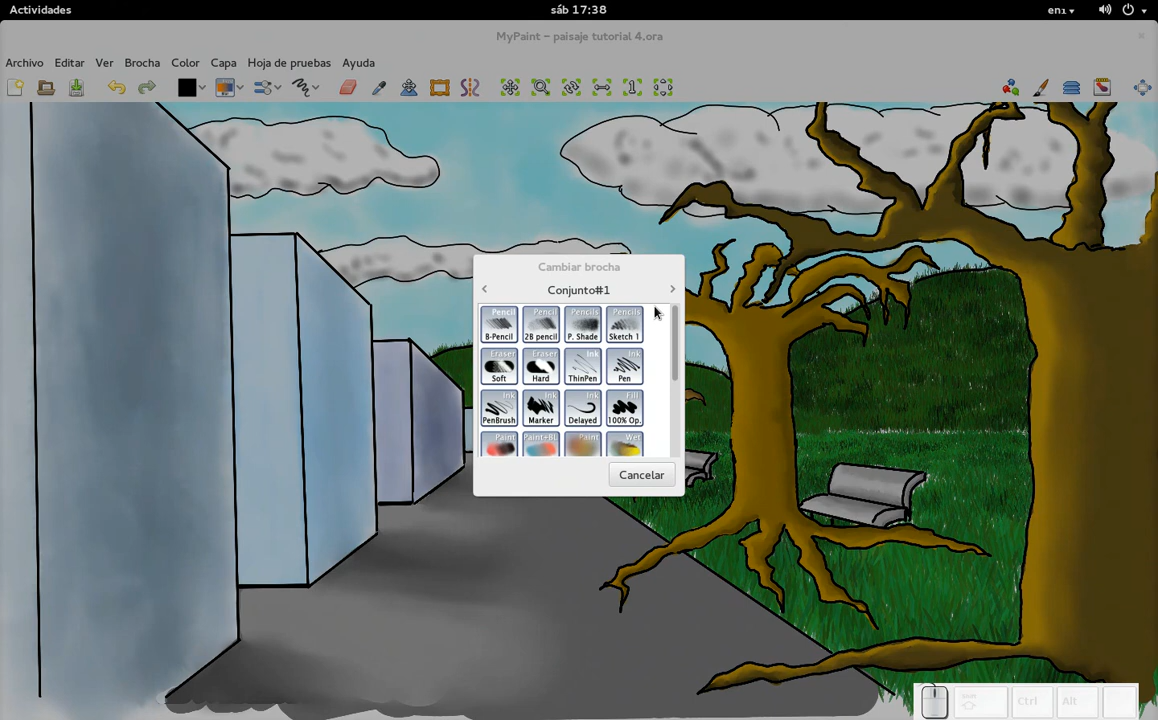 Actividades
sáb 17:38
en₁
MyPaint – paisaje tutorial 4.ora
Archivo Editar Ver Brocha Color Capa Hoja de pruebas Ayuda
Cambiar brocha
Conjunto#1
Pencil Pencil Pencils Pencils
B-Pencil 2B pencil P. Shade Sketch 1
Eraser Eraser Ink Ink
Soft Hard ThinPen Pen
Ink Ink Ink Fill
PenBrush Marker Delayed 100% Op.
Paint Paint+BL Paint Wet
Cancelar
Ctrl Alt